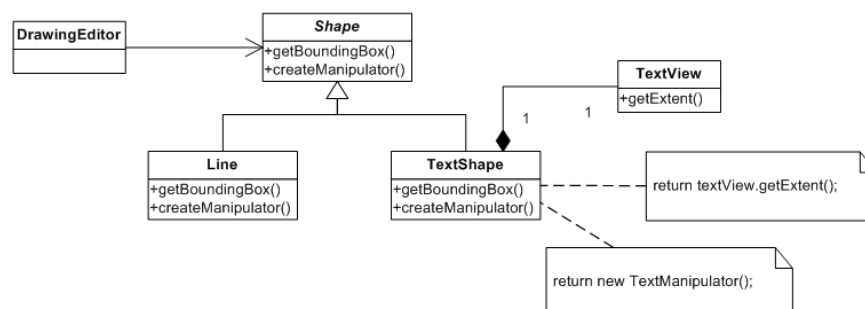 DrawingEditor
Shape
+getBoundingBox()
+createManipulator()
TextView
+getExtent()
1
1
Line
+getBoundingBox()
+createManipulator()
TextShape
+getBoundingBox()
+createManipulator()
return textView.getExtent();
return new TextManipulator();